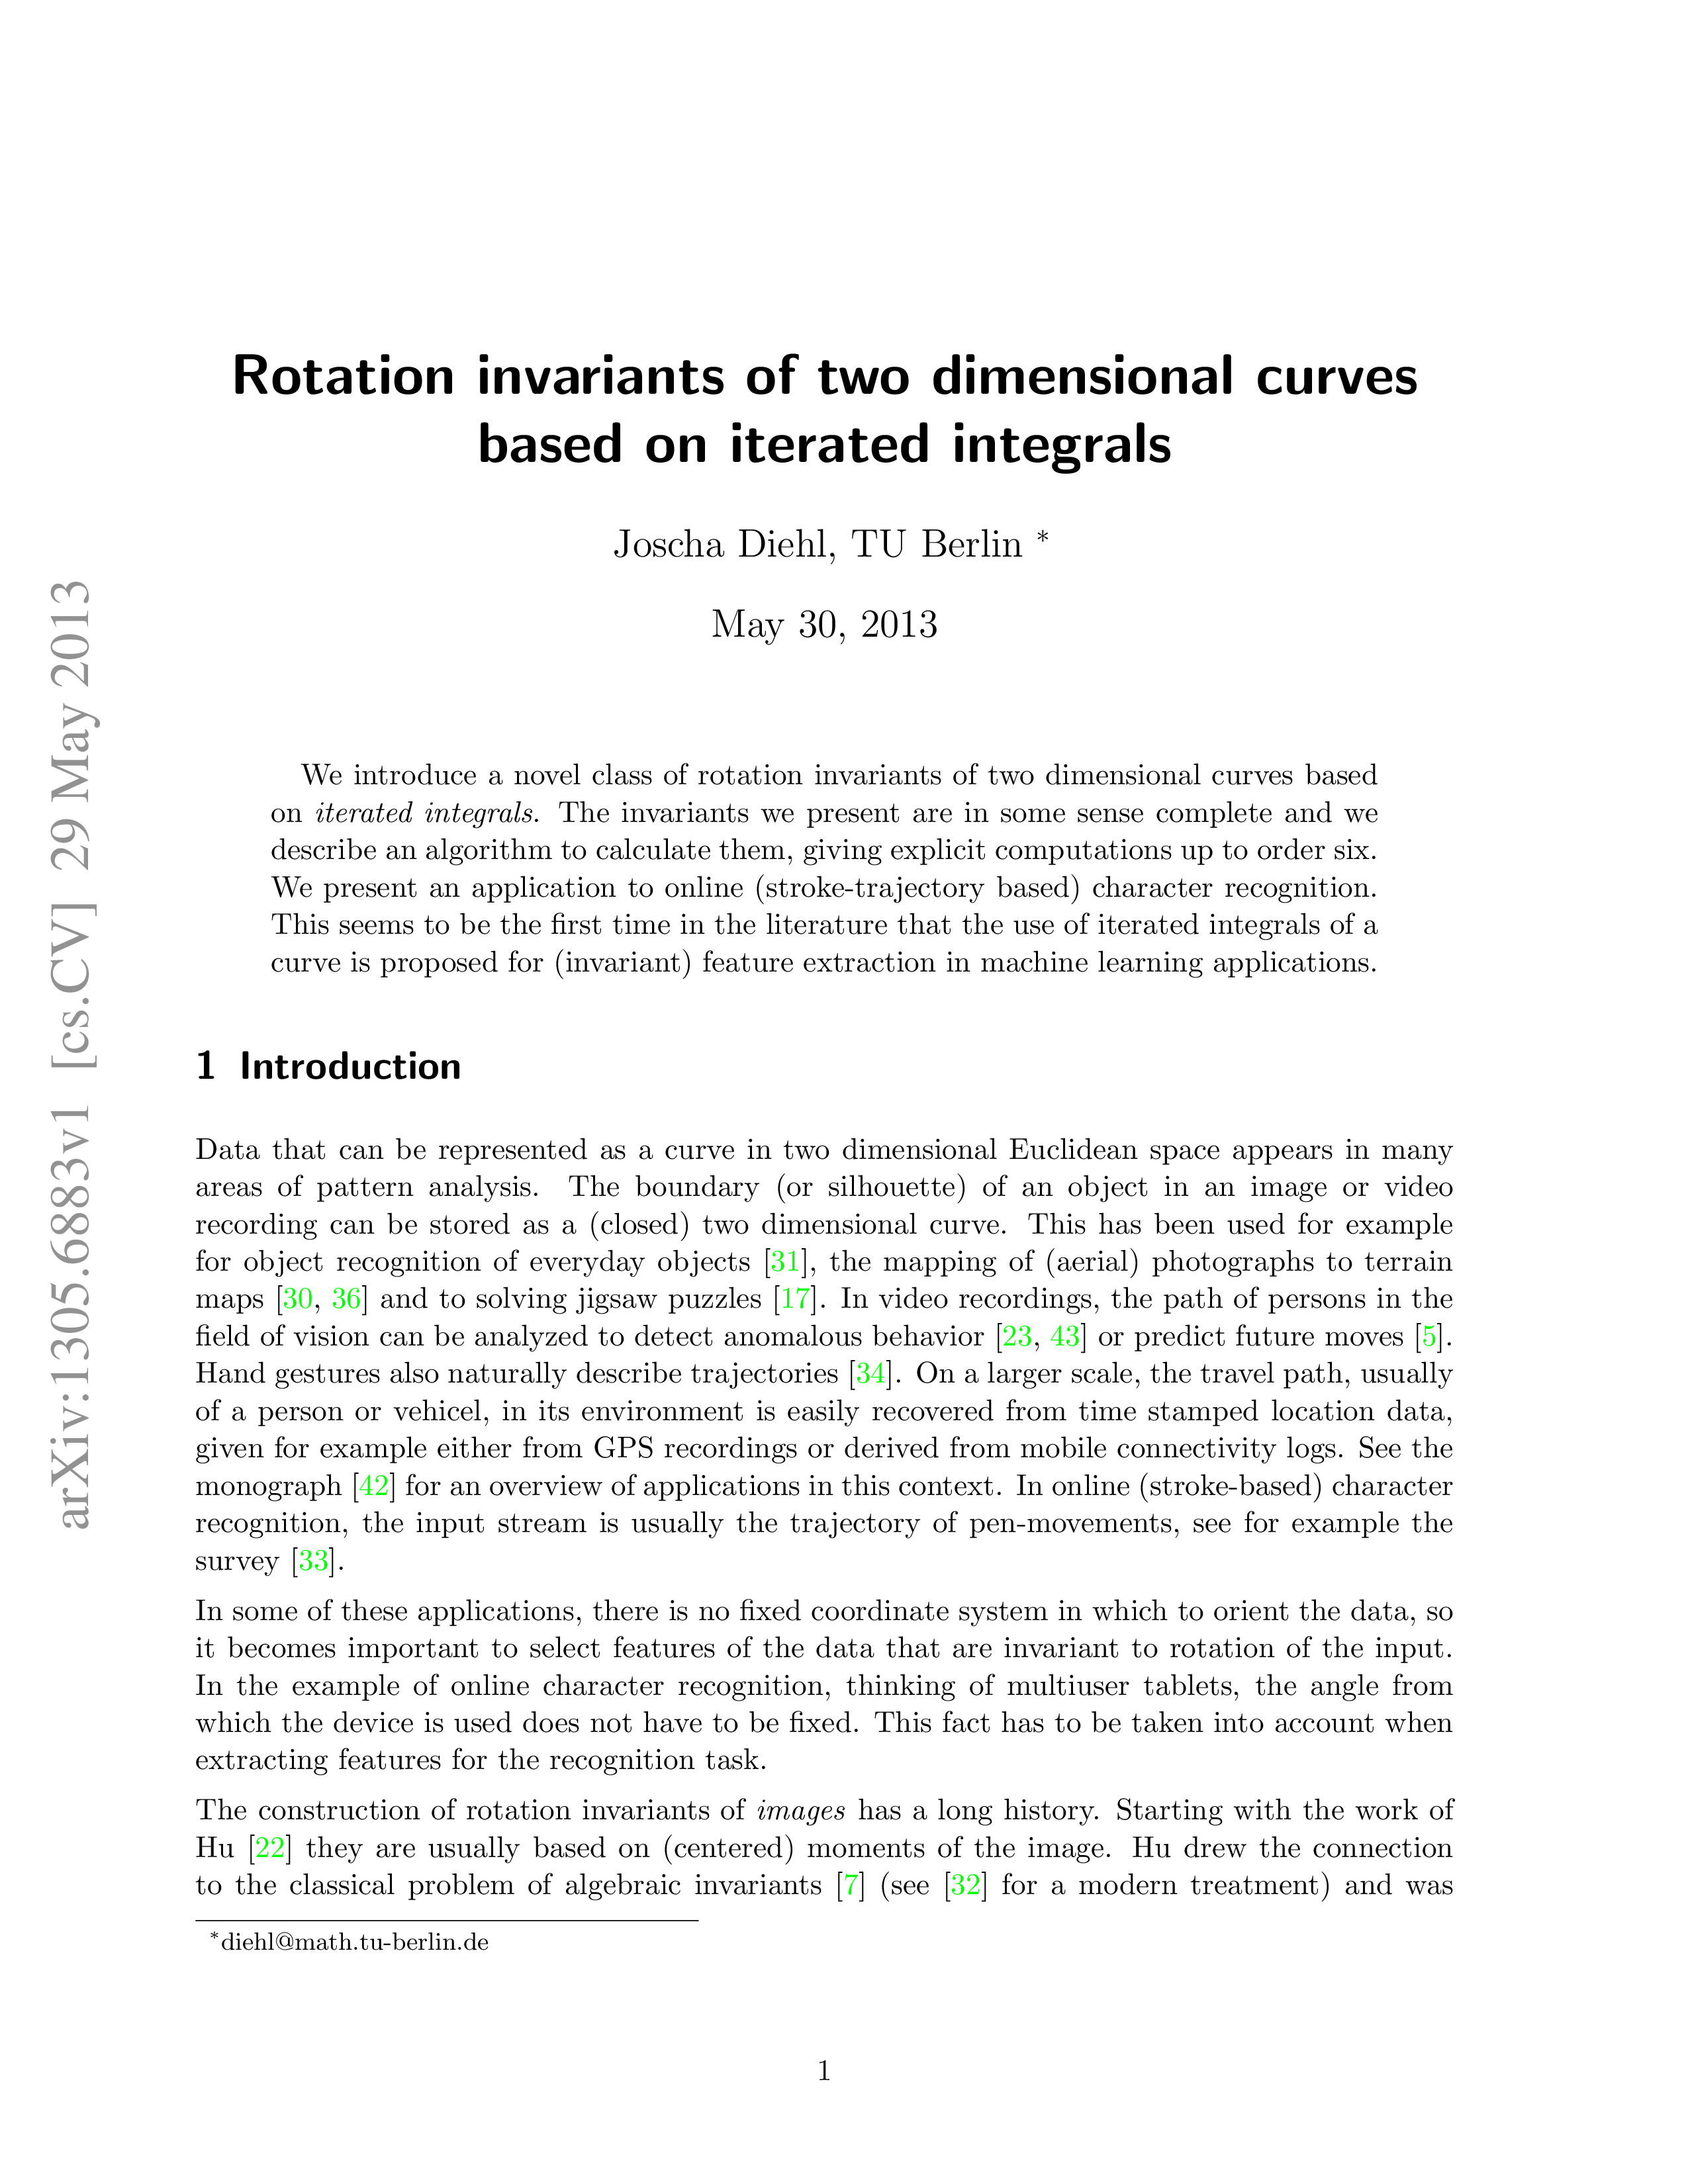 Rotation invariants of two dimensional curves
based on iterated integrals
Joscha Diehl, TU Berlin *
May 30, 2013
We introduce a novel class of rotation invariants of two dimensional curves based
on iterated integrals. The invariants we present are in some sense complete and we
describe an algorithm to calculate them, giving explicit computations up to order six.
We present an application to online (stroke-trajectory based) character recognition.
This seems to be the first time in the literature that the use of iterated integrals of a
curve is proposed for (invariant) feature extraction in machine learning applications.
1 Introduction
Data that can be represented as a curve in two dimensional Euclidean space appears in many
areas of pattern analysis. The boundary (or silhouette) of an object in an image or video
recording can be stored as a (closed) two dimensional curve. This has been used for example
for object recognition of everyday objects [31], the mapping of (aerial) photographs to terrain
maps [30, 36] and to solving jigsaw puzzles [17]. In video recordings, the path of persons in the
field of vision can be analyzed to detect anomalous behavior [23, 43] or predict future moves [5].
Hand gestures also naturally describe trajectories [34]. On a larger scale, the travel path, usually
of a person or vehicel, in its environment is easily recovered from time stamped location data,
given for example either from GPS recordings or derived from mobile connectivity logs. See the
monograph [42] for an overview of applications in this context. In online (stroke-based) character
recognition, the input stream is usually the trajectory of pen-movements, see for example the
survey [33].
In some of these applications, there is no fixed coordinate system in which to orient the data, so
it becomes important to select features of the data that are invariant to rotation of the input.
In the example of online character recognition, thinking of multiuser tablets, the angle from
which the device is used does not have to be fixed. This fact has to be taken into account when
extracting features for the recognition task.
The construction of rotation invariants of images has a long history. Starting with the work of
Hu [22] they are usually based on (centered) moments of the image. Hu drew the connection
to the classical problem of algebraic invariants [7] (see [32] for a modern treatment) and was
*diehl@math.tu-berlin.de
1
arXiv:1305.6883v1 [cs.CV] 29 May 2013